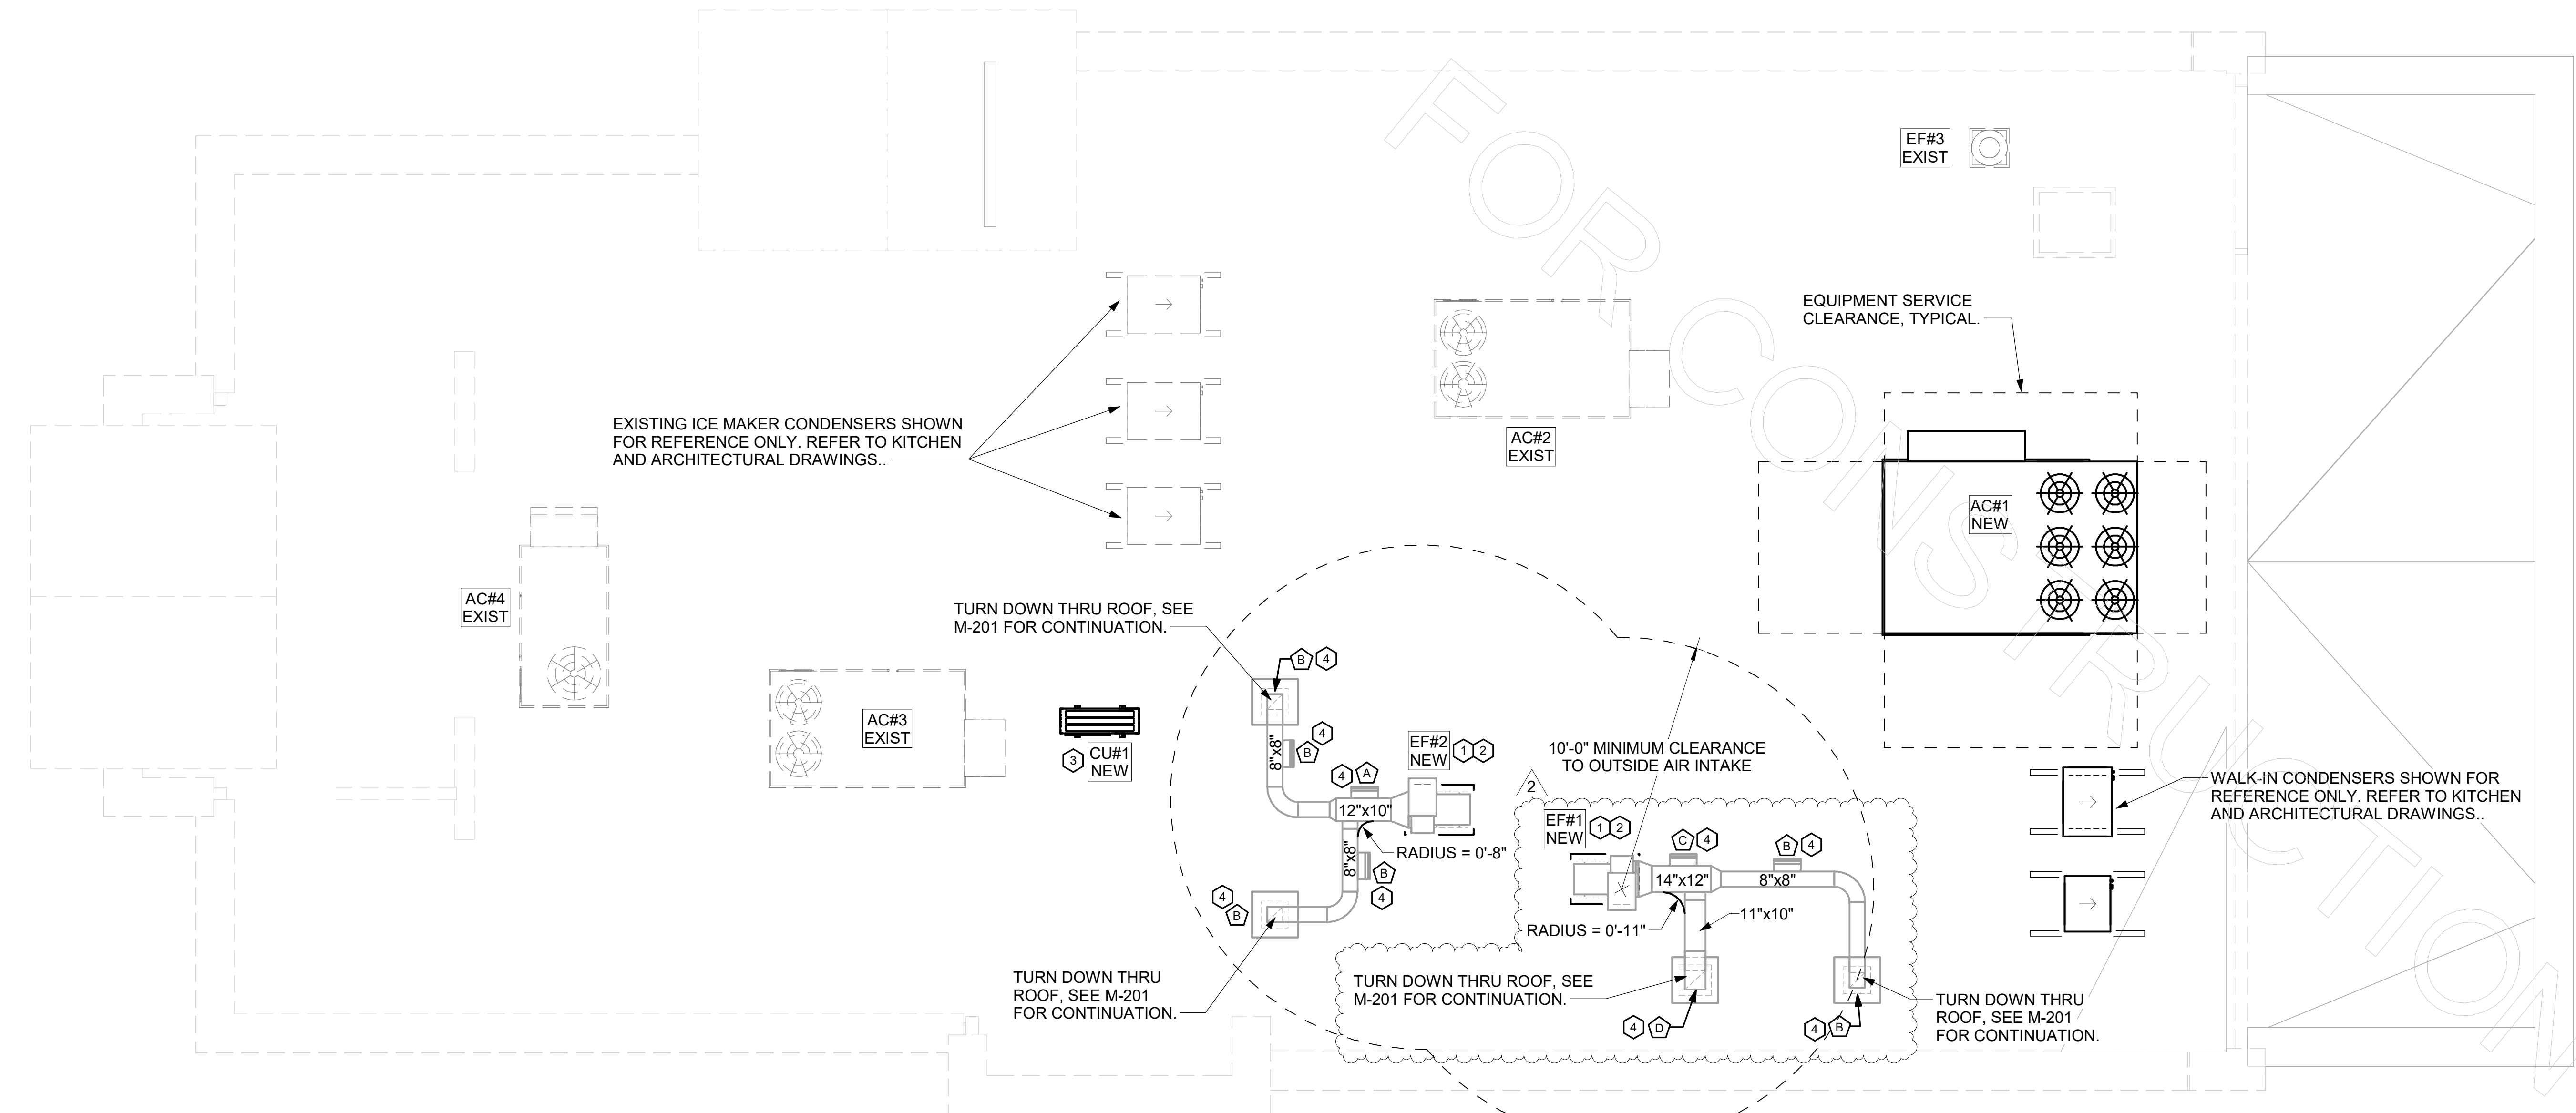 EF#3
EXIST
EQUIPMENT SERVICE
CLEARANCE, TYPICAL.
EXISTING ICE MAKER CONDENSERS SHOWN
FOR REFERENCE ONLY. REFER TO KITCHEN
AND ARCHITECTURAL DRAWINGS..
AC#2
EXIST
AC#1
NEW
AC#4
EXIST
TURN DOWN THRU ROOF, SEE
M-201 FOR CONTINUATION.
B 4
AC#3
EXIST
3
CU#1
NEW
8"x8"
B
4
4 A
12"x10"
EF#2
NEW
1 2
RADIUS = 0'-8"
8"x8"
B
4
4
B
TURN DOWN THRU
ROOF, SEE M-201
FOR CONTINUATION.
10'-0" MINIMUM CLEARANCE
TO OUTSIDE AIR INTAKE
2
EF#1
NEW
1 2
C 4
B 4
14"x12"
8"x8"
11"x10"
RADIUS = 0'-11"
TURN DOWN THRU ROOF, SEE
M-201 FOR CONTINUATION.
4 D
4 B
TURN DOWN THRU
ROOF, SEE M-201
FOR CONTINUATION.
WALK-IN CONDENSERS SHOWN FOR
REFERENCE ONLY. REFER TO KITCHEN
AND ARCHITECTURAL DRAWINGS..
FOR CONSTRUCTION